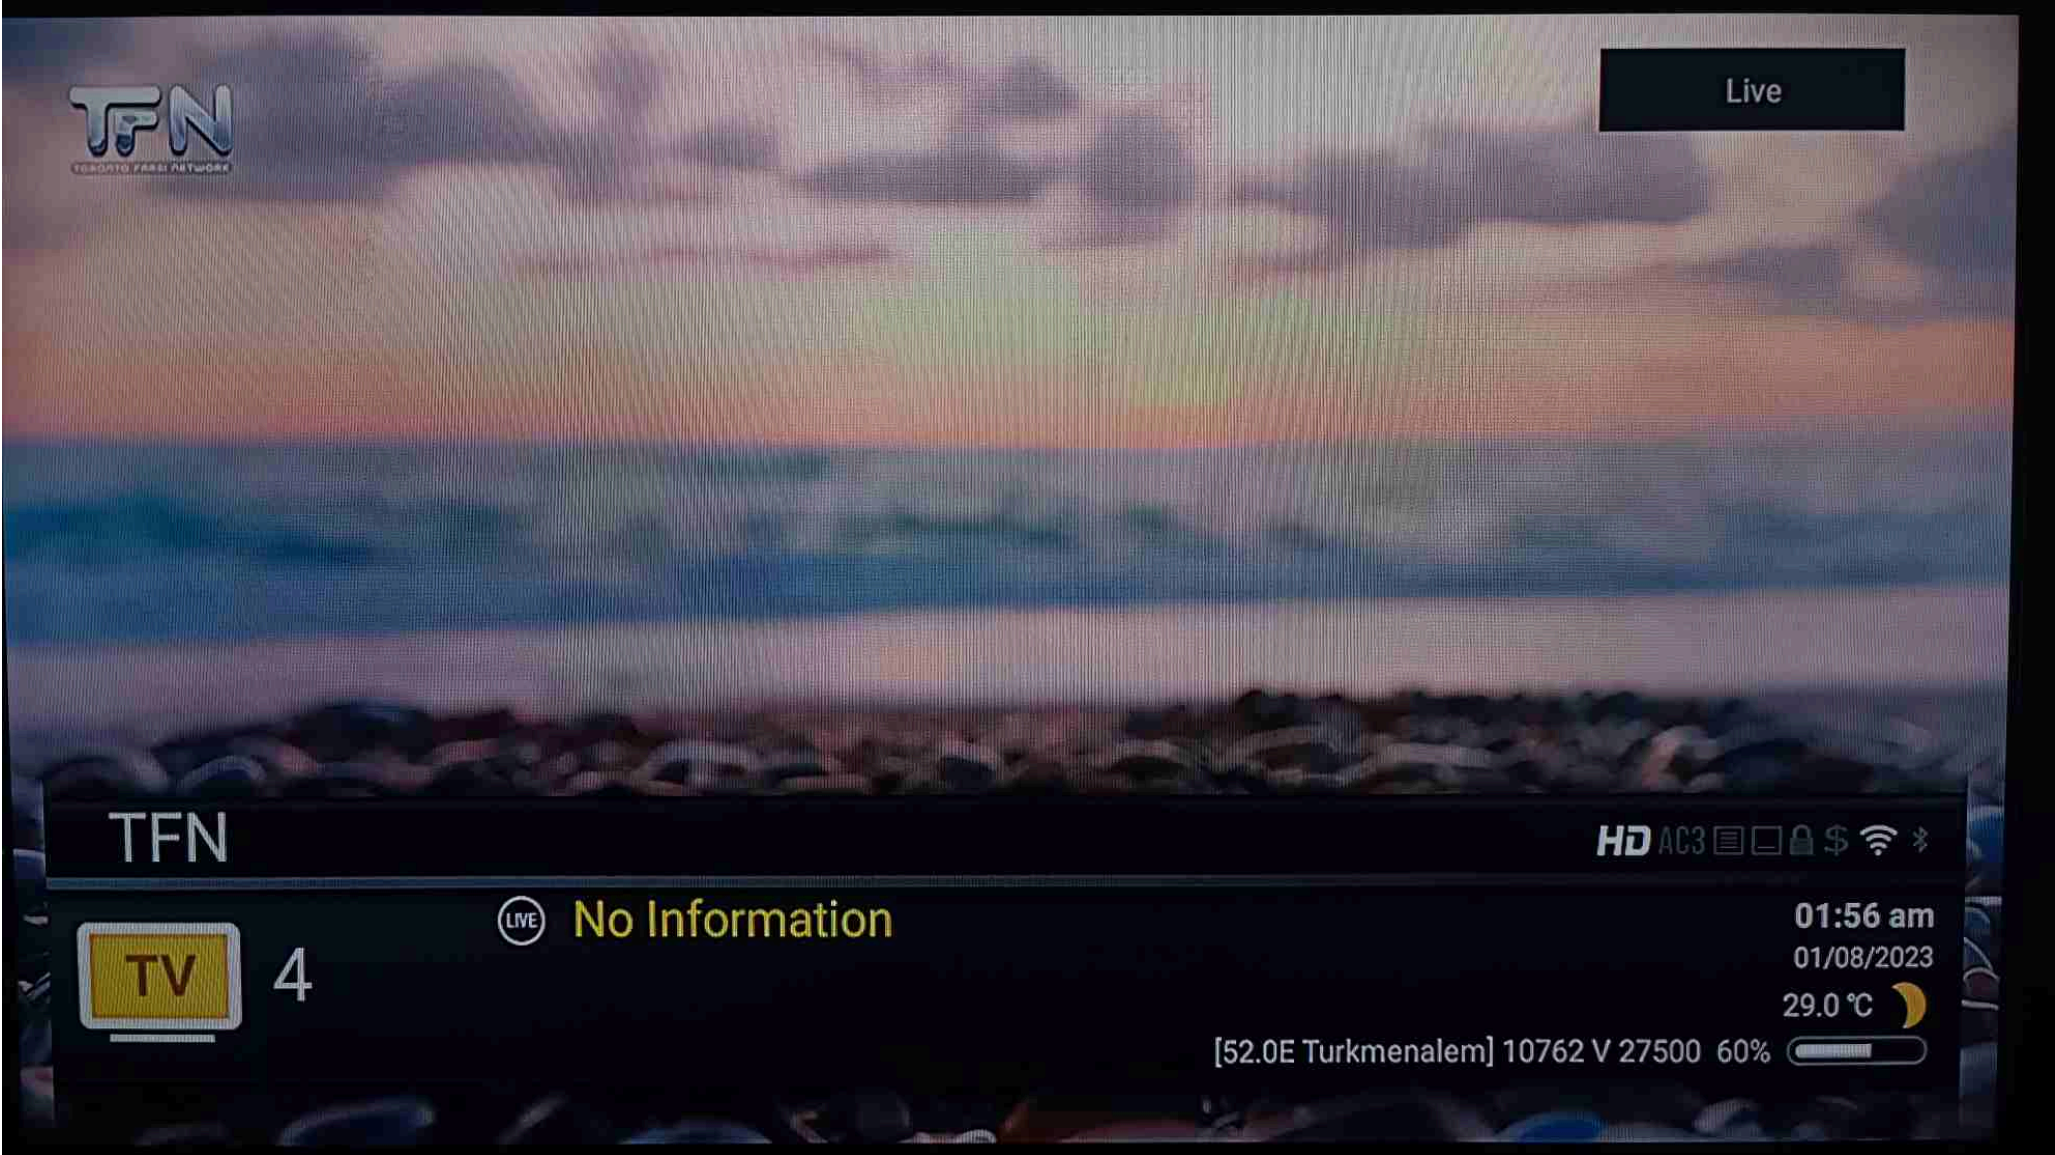 TFN
TORONTO FARSI NETWORK
Live
TFN
HD AC3 $
TV 4
LIVE No Information
01:56 am
01/08/2023
29.0 °C
[52.0E Turkmenalem] 10762 V 27500 60%